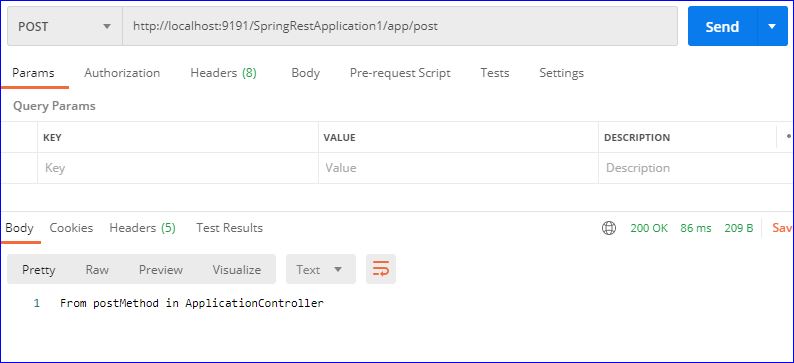 POST http://localhost:9191/SpringRestApplication1/app/post Send
Params Authorization Headers (8) Body Pre-request Script Tests Settings
Query Params
KEY VALUE DESCRIPTION
Key Value Description
Body Cookies Headers (5) Test Results 200 OK 86 ms 209 B Sav
Pretty Raw Preview Visualize Text
1 From postMethod in ApplicationController